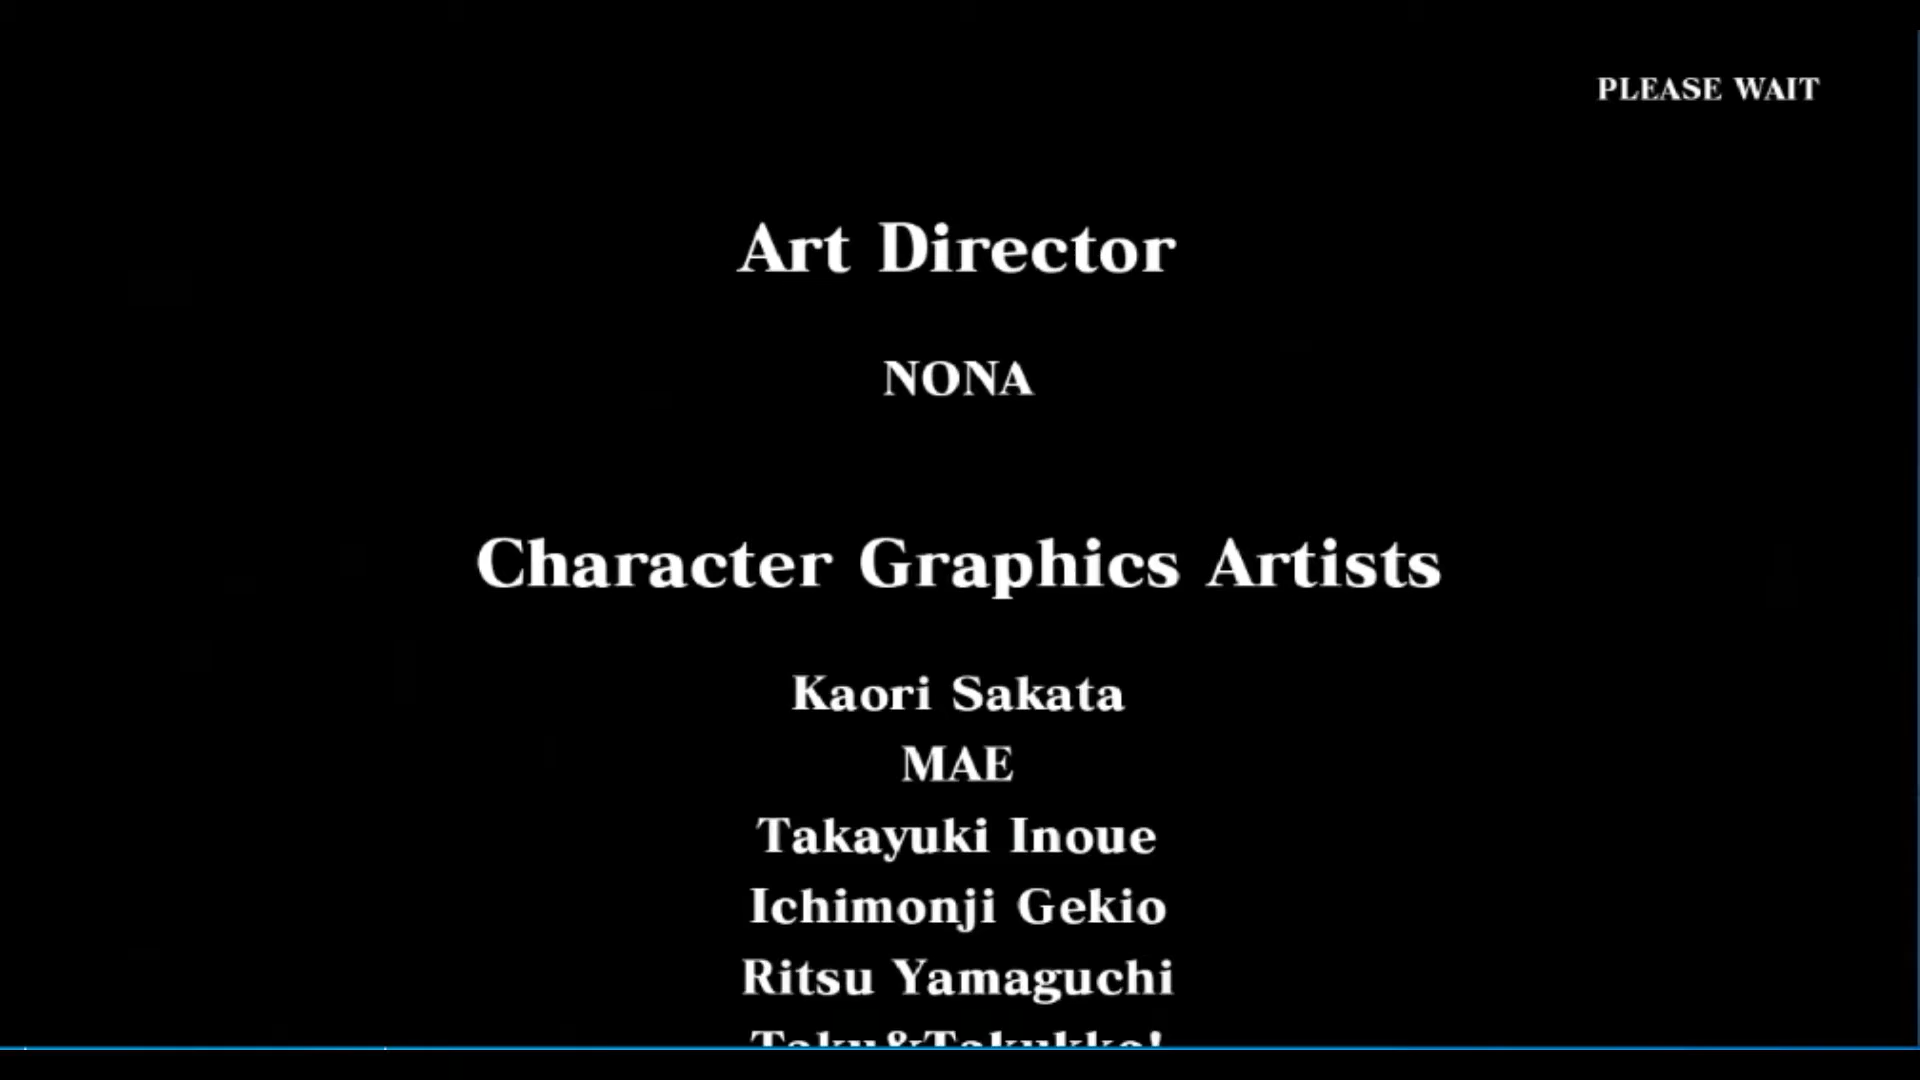 PLEASE WAIT
Art Director
NONA
Character Graphics Artists
Kaori Sakata
MAE
Takayuki Inoue
Ichimonji Gekio
Ritsu Yamaguchi